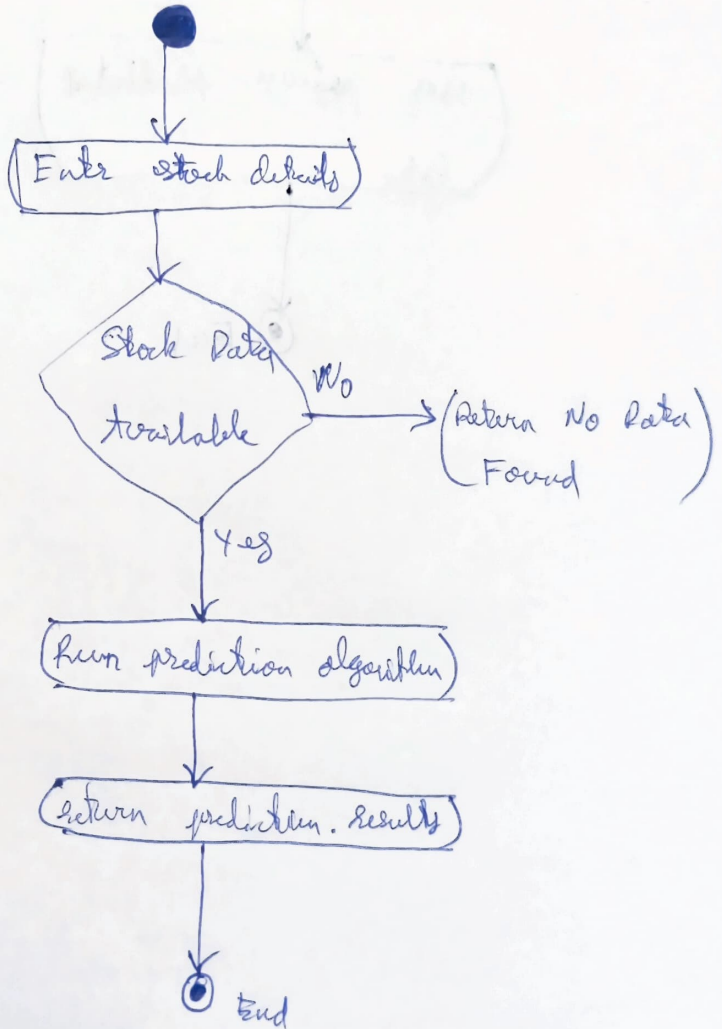 Enter stock details
Stock Data
Available
No
Return No Data
Found
Yes
Run prediction algorithm
return prediction results
End